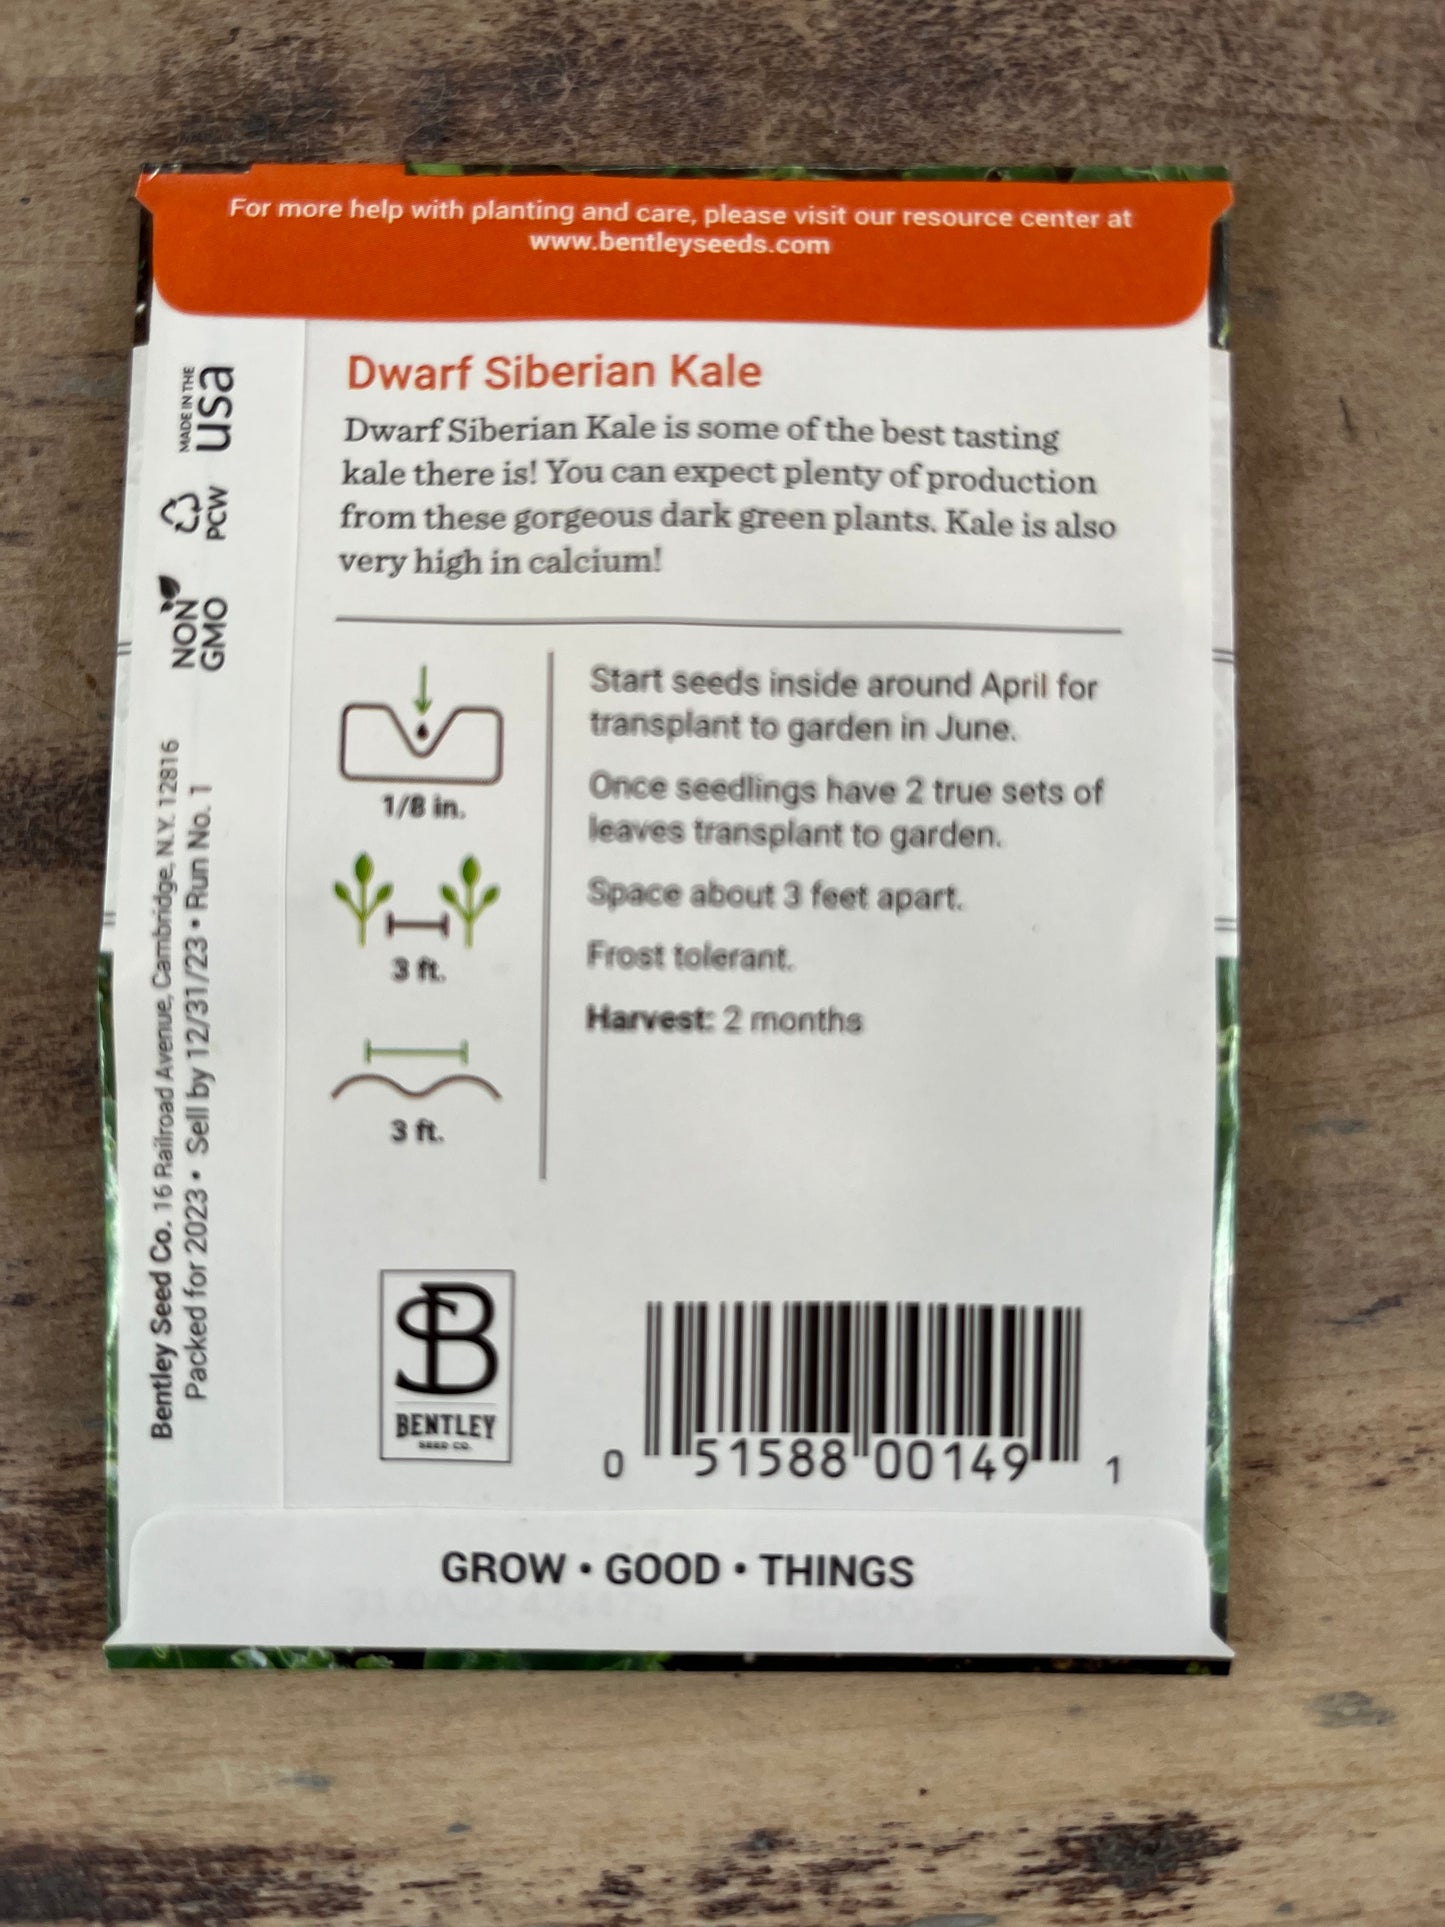 For more help with planting and care, please visit our resource center at
www.bentleyseeds.com
MADE IN THE
usa
PCW
NON
GMO
Bentley Seed Co. 16 Railroad Avenue, Cambridge, N.Y. 12816
Packed for 2023 • Sell by 12/31/23 • Run No. 1
Dwarf Siberian Kale
Dwarf Siberian Kale is some of the best tasting
kale there is! You can expect plenty of production
from these gorgeous dark green plants. Kale is also
very high in calcium!
1/8 in.
3 ft.
3 ft.
Start seeds inside around April for
transplant to garden in June.
Once seedlings have 2 true sets of
leaves transplant to garden.
Space about 3 feet apart.
Frost tolerant.
Harvest: 2 months
SB
BENTLEY
SEED CO.
0 51588 00149 1
GROW • GOOD • THINGS